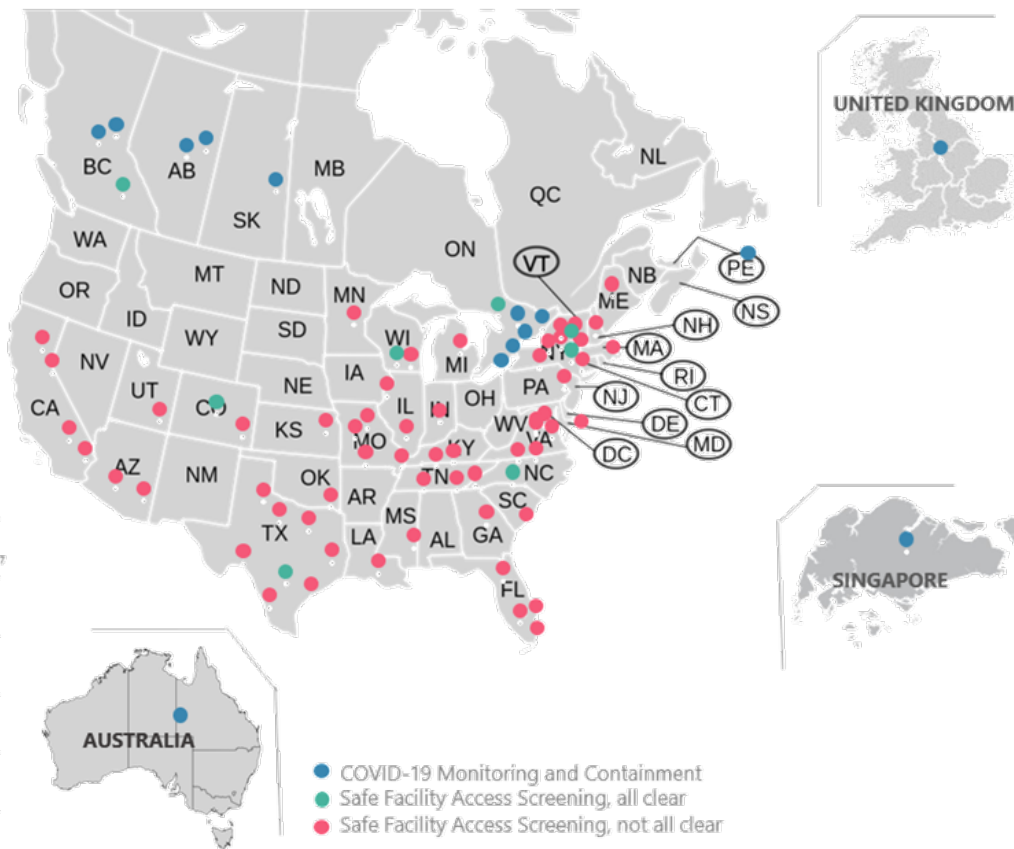 UNITED KINGDOM
NL
BC
AB
MB
QC
SK
WA
ON
VT
NB
PE
MT
ND
MN
OR
ME
NS
ID
SD
WI
NH
WY
NY
MA
NV
IA
MI
RI
UT
NE
PA
CA
CO
IL
IN
OH
NJ
CT
KS
MO
WV
DE
KY
VA
MD
DC
AZ
NM
OK
TN
NC
AR
SC
MS
TX
LA
AL
GA
FL
SINGAPORE
AUSTRALIA
COVID-19 Monitoring and Containment
Safe Facility Access Screening, all clear
Safe Facility Access Screening, not all clear